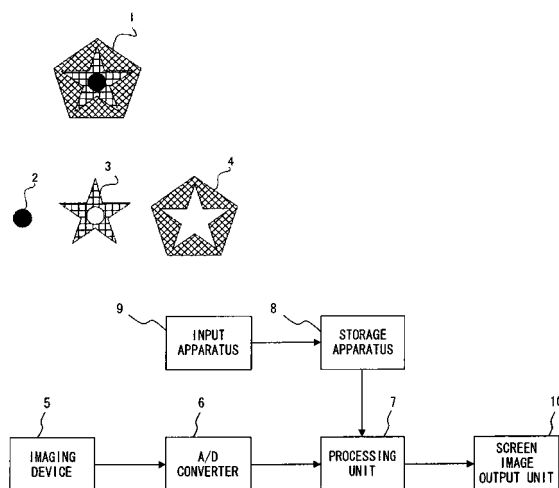 1
2
3
4
9
8
INPUT
APPARATUS
STORAGE
APPARATUS
5
6
7
10
IMAGING
DEVICE
A/D
CONVERTER
PROCESSING
UNIT
SCREEN
IMAGE
OUTPUT UNIT